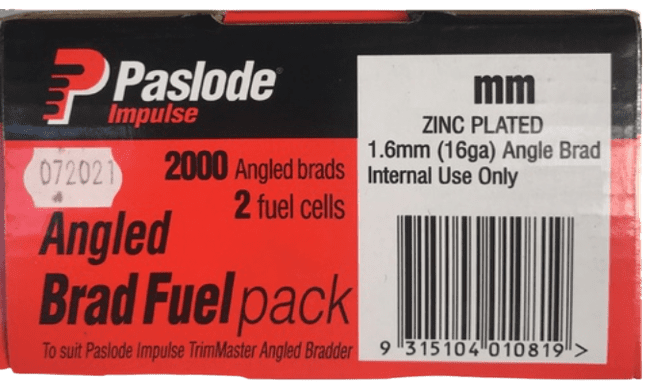 Paslode
Impulse
mm
ZINC PLATED
1.6mm (16ga) Angle Brad
Internal Use Only
072021
2000 Angled brads
2 fuel cells
Angled
Brad Fuel pack
To suit Paslode Impulse TrimMaster Angled Bradder
9 315104 010819 >